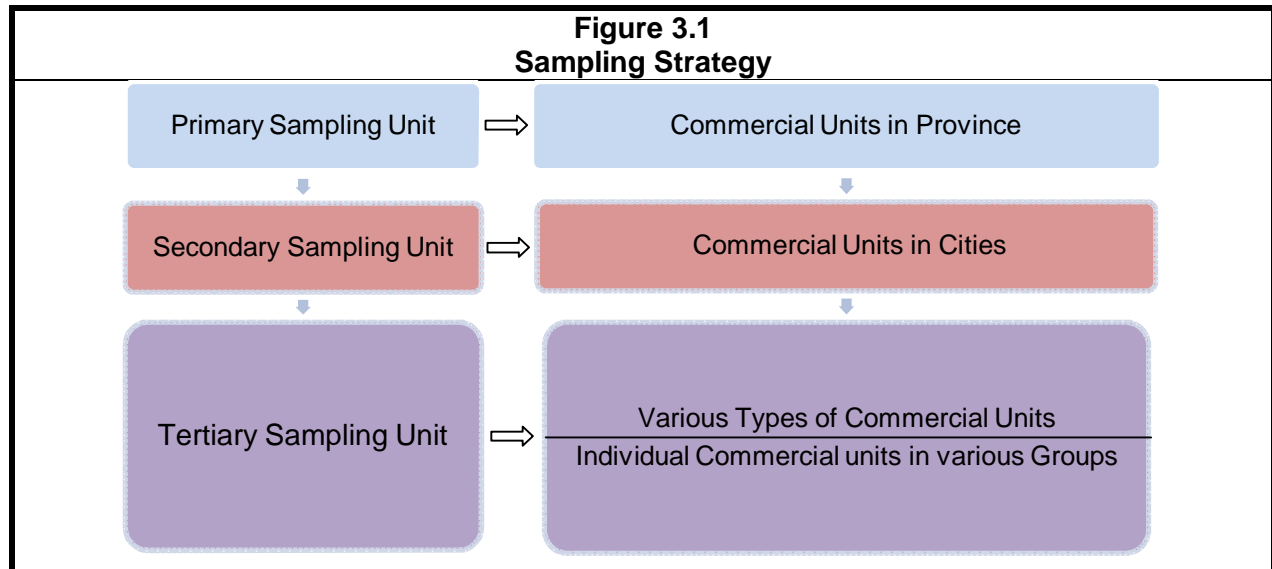 Figure 3.1
Sampling Strategy
Primary Sampling Unit
Commercial Units in Province
Secondary Sampling Unit
Commercial Units in Cities
Tertiary Sampling Unit
Various Types of Commercial Units
Individual Commercial units in various Groups